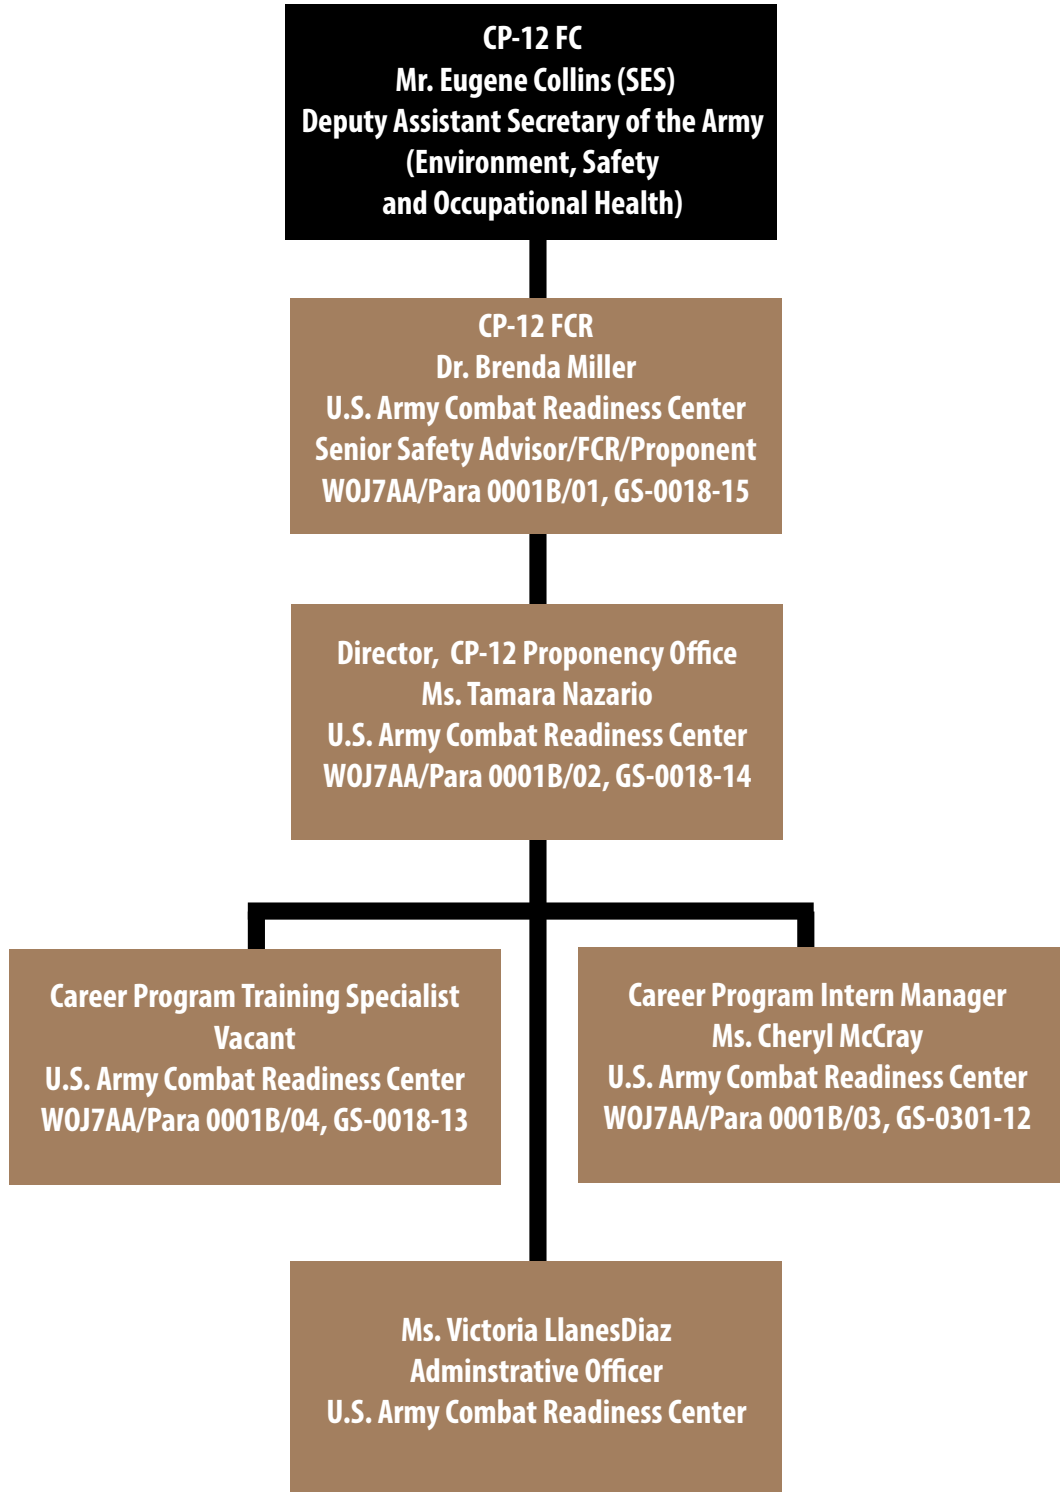 CP-12 FC
Mr. Eugene Collins (SES)
Deputy Assistant Secretary of the Army
(Environment, Safety
and Occupational Health)
CP-12 FCR
Dr. Brenda Miller
U.S. Army Combat Readiness Center
Senior Safety Advisor/FCR/Proponent
WOJ7AA/Para 0001B/01, GS-0018-15
Director, CP-12 Proponency Office
Ms. Tamara Nazario
U.S. Army Combat Readiness Center
WOJ7AA/Para 0001B/02, GS-0018-14
Career Program Training Specialist
Vacant
U.S. Army Combat Readiness Center
WOJ7AA/Para 0001B/04, GS-0018-13
Career Program Intern Manager
Ms. Cheryl McCray
U.S. Army Combat Readiness Center
WOJ7AA/Para 0001B/03, GS-0301-12
Ms. Victoria LlanesDiaz
Adminstrative Officer
U.S. Army Combat Readiness Center